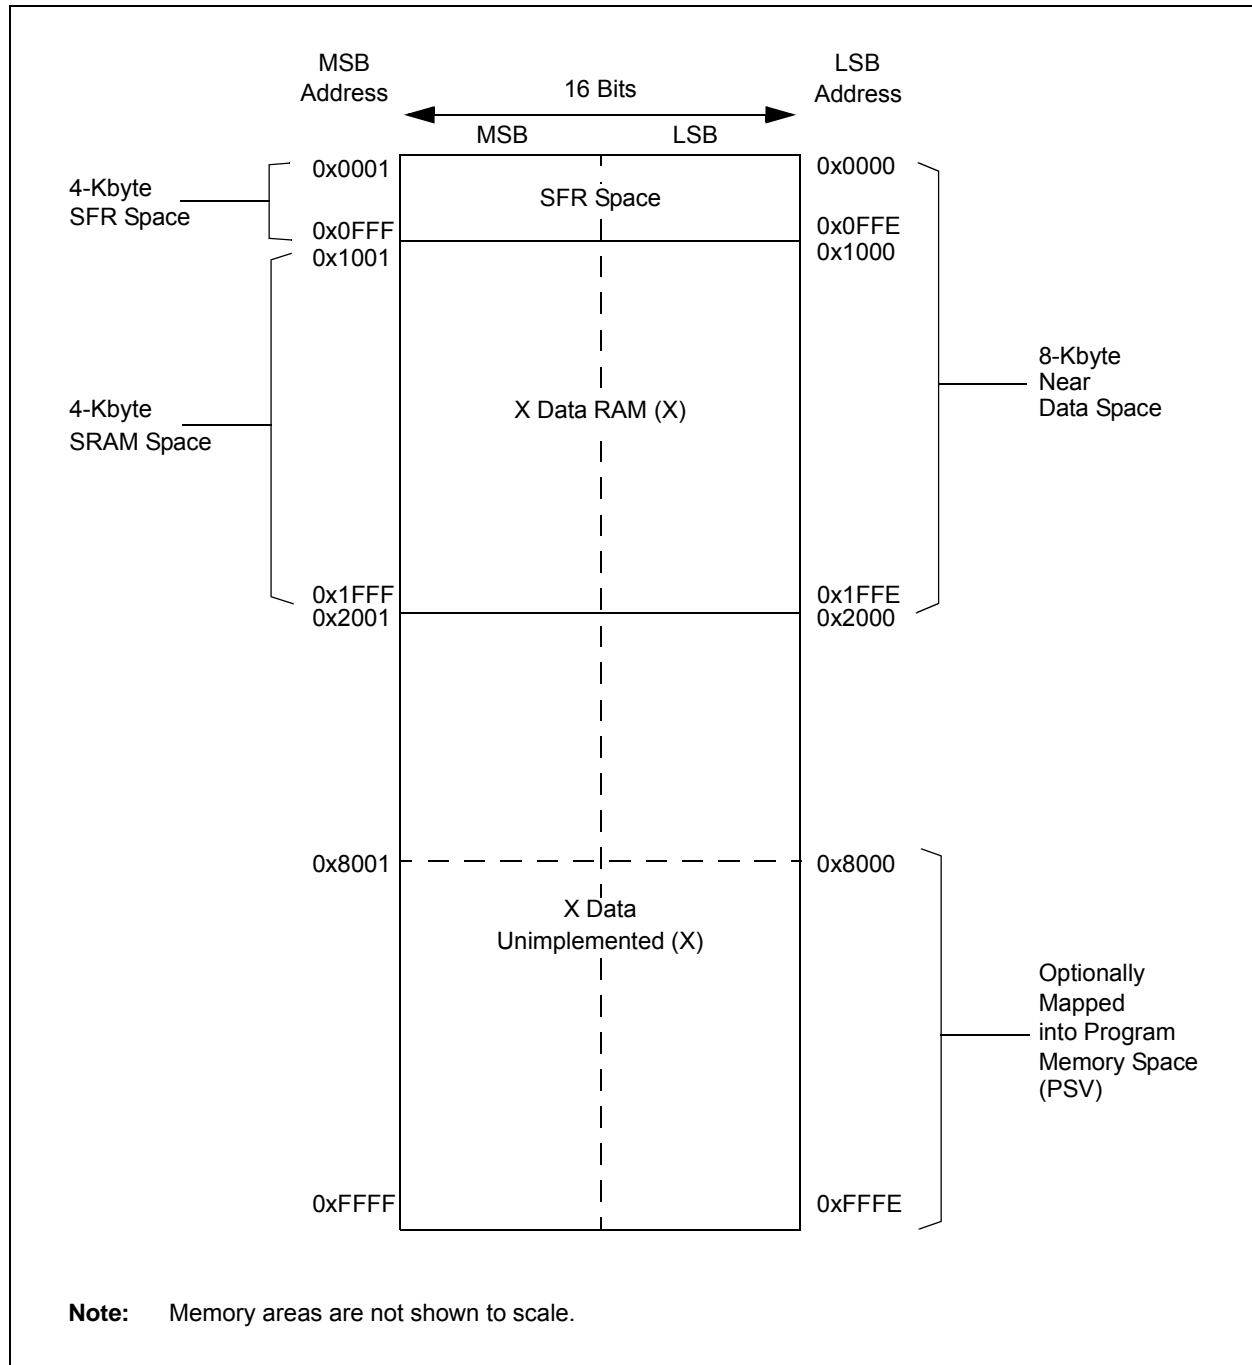 MSB
Address
LSB
Address
16 Bits
MSB
LSB
0x0001
0x0000
4-Kbyte
SFR Space
SFR Space
0x0FFF
0x0FFE
0x1001
0x1000
8-Kbyte
Near
Data Space
4-Kbyte
SRAM Space
X Data RAM (X)
0x1FFF
0x1FFE
0x2001
0x2000
0x8001
0x8000
X Data
Unimplemented (X)
Optionally
Mapped
into Program
Memory Space
(PSV)
0xFFFF
0xFFFE
Note: Memory areas are not shown to scale.